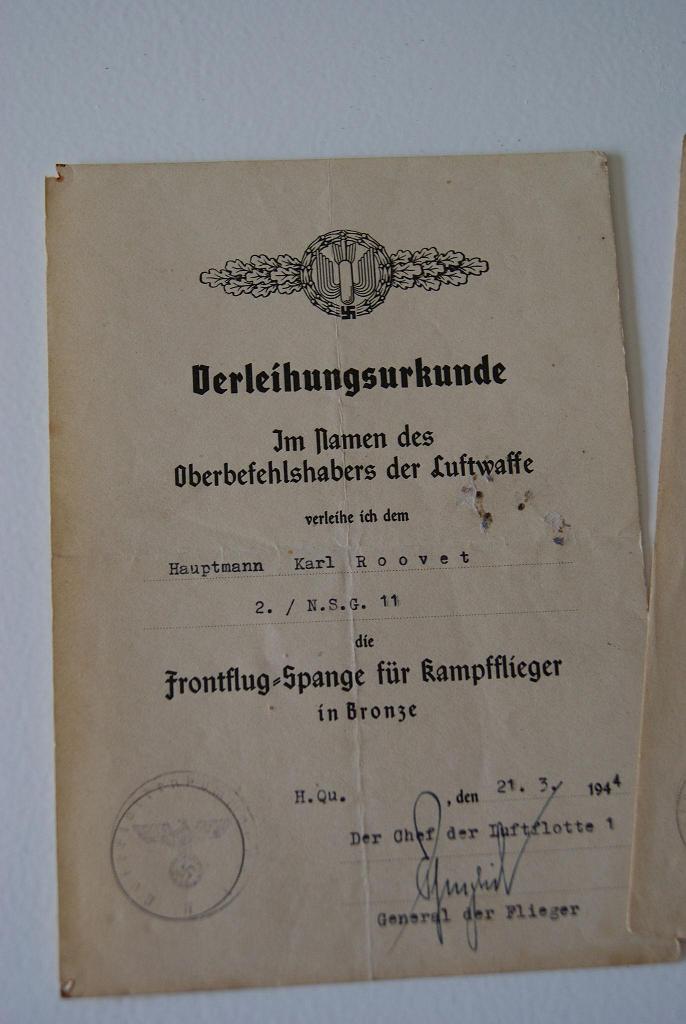 Verleihungsurkunde
Im Namen des
Oberbefehlshabers der Luftwaffe
verleihe ich dem
Hauptmann Karl Roovet
2. / N.S.G. 11
die
Frontflug-Spange für Kampfflieger
in Bronze
H.Qu. , den 21. 3. 1944
Der Chef der Luftflotte 1
General der Flieger